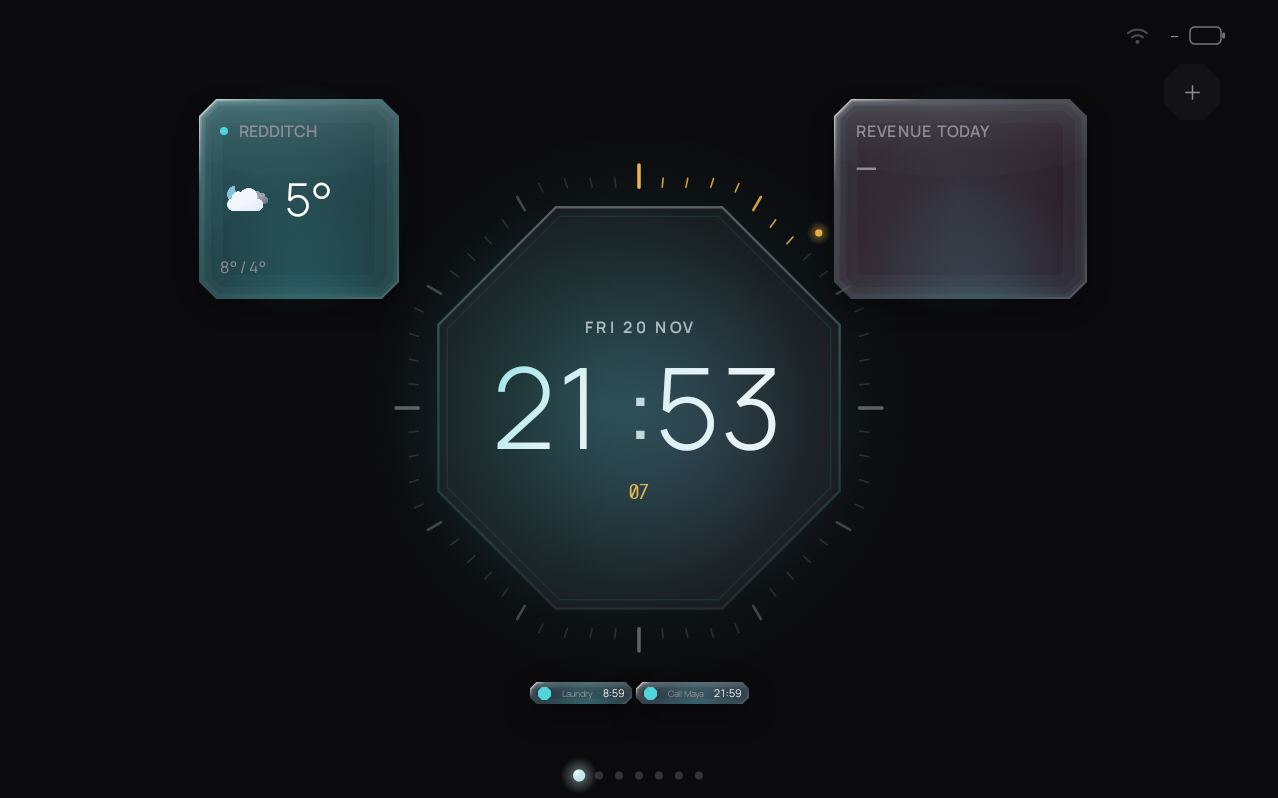 –
+
REDDITCH
5°
8° / 4°
REVENUE TODAY
—
FRI 20 NOV
21 :53
07
Laundry 8:59
Call Maya 21:59